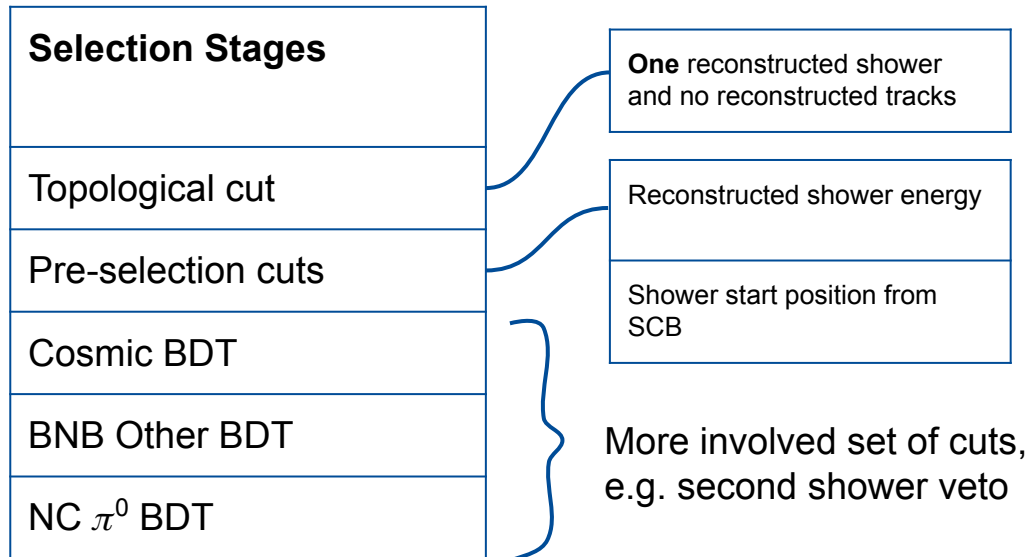 Selection Stages
Topological cut
Pre-selection cuts
Cosmic BDT
BNB Other BDT
NC π⁰ BDT
One reconstructed shower
and no reconstructed tracks
Reconstructed shower energy
Shower start position from
SCB
More involved set of cuts,
e.g. second shower veto